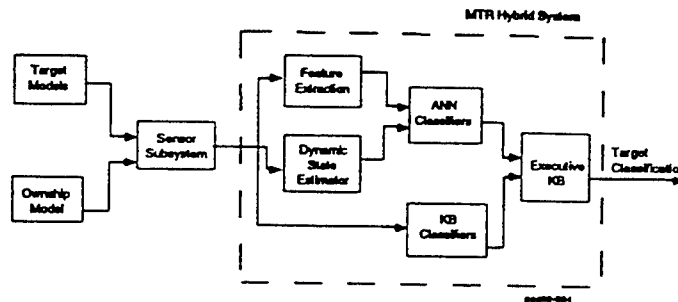 MTR Hybrid System
Target
Models
Feature
Extraction
ANN
Classifiers
Sensor
Subsystem
Dynamic
State
Estimator
Executive
KB
Target
Classification
Ownship
Model
KB
Classifiers